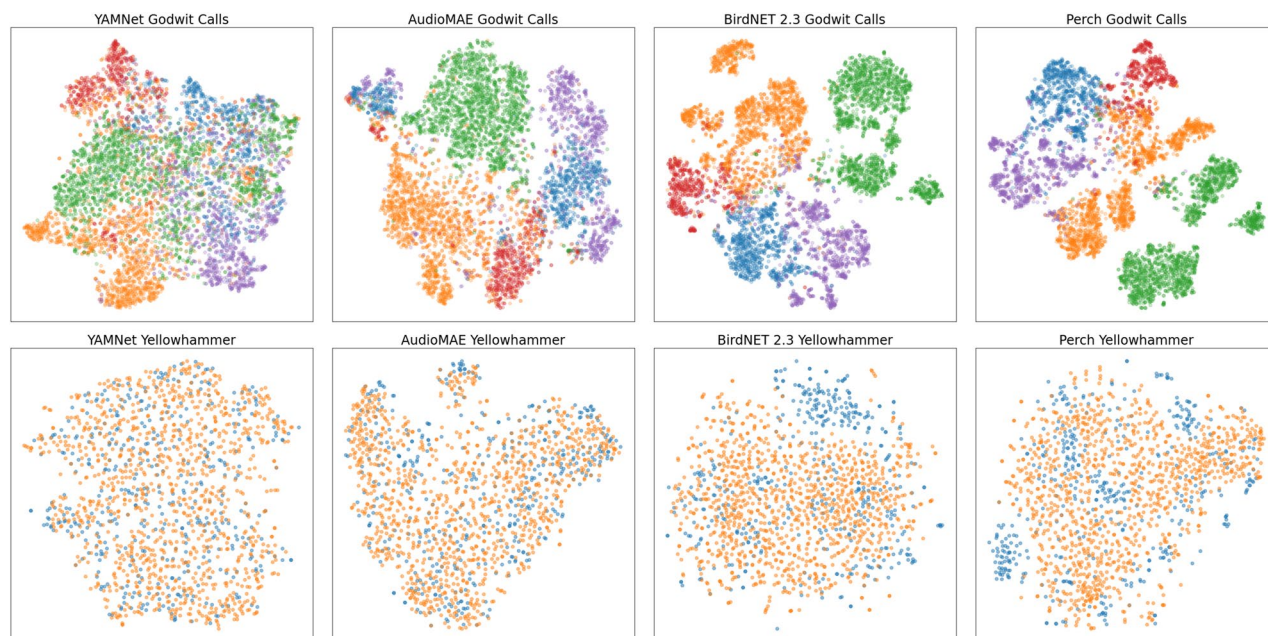 YAMNet Godwit Calls
AudioMAE Godwit Calls
BirdNET 2.3 Godwit Calls
Perch Godwit Calls
YAMNet Yellowhammer
AudioMAE Yellowhammer
BirdNET 2.3 Yellowhammer
Perch Yellowhammer